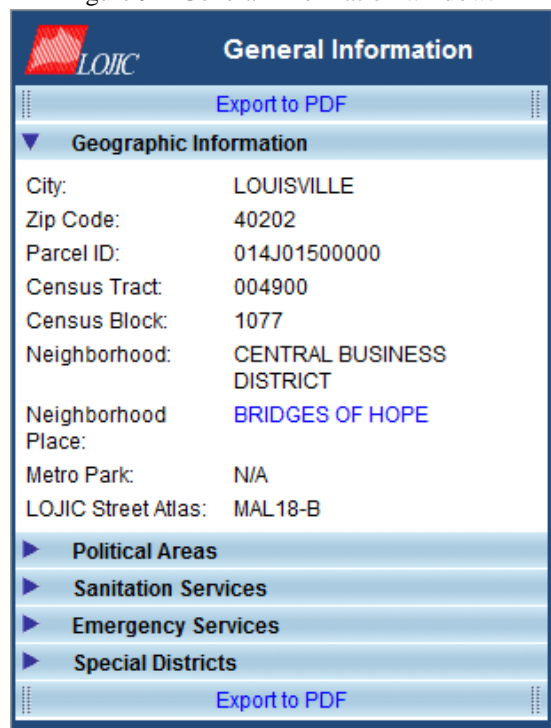 LOJIC General Information
Export to PDF
Geographic Information
City: LOUISVILLE
Zip Code: 40202
Parcel ID: 014J01500000
Census Tract: 004900
Census Block: 1077
Neighborhood: CENTRAL BUSINESS
DISTRICT
Neighborhood BRIDGES OF HOPE
Place:
Metro Park: N/A
LOJIC Street Atlas: MAL18-B
Political Areas
Sanitation Services
Emergency Services
Special Districts
Export to PDF